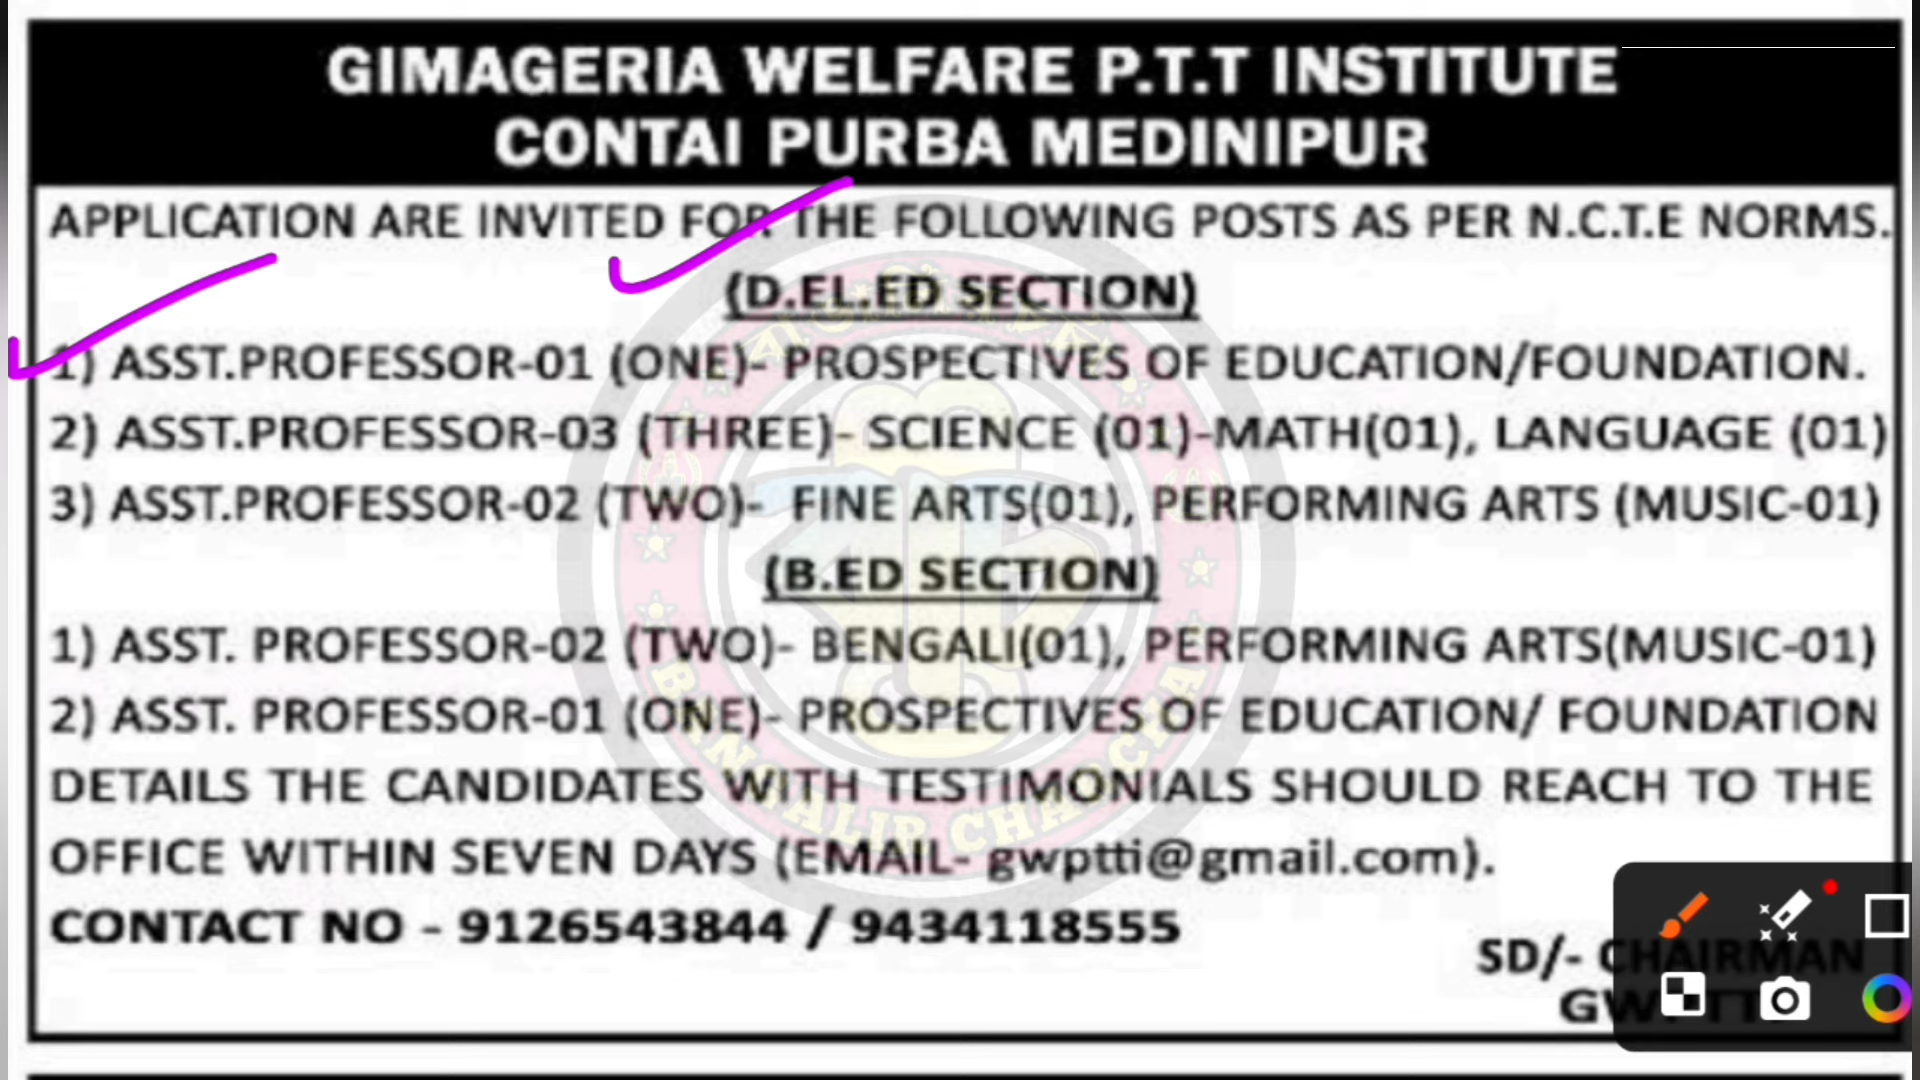 GIMAGERIA WELFARE P.T.T INSTITUTE
CONTAI PURBA MEDINIPUR
APPLICATION ARE INVITED FOR THE FOLLOWING POSTS AS PER N.C.T.E NORMS.
(D.EL.ED SECTION)
1) ASST.PROFESSOR-01 (ONE)- PROSPECTIVES OF EDUCATION/FOUNDATION.
2) ASST.PROFESSOR-03 (THREE)- SCIENCE (01)-MATH(01), LANGUAGE (01)
3) ASST.PROFESSOR-02 (TWO)- FINE ARTS(01), PERFORMING ARTS (MUSIC-01)
(B.ED SECTION)
1) ASST. PROFESSOR-02 (TWO)- BENGALI(01), PERFORMING ARTS(MUSIC-01)
2) ASST. PROFESSOR-01 (ONE)- PROSPECTIVES OF EDUCATION/ FOUNDATION
DETAILS THE CANDIDATES WITH TESTIMONIALS SHOULD REACH TO THE
OFFICE WITHIN SEVEN DAYS (EMAIL- gwptti@gmail.com).
CONTACT NO - 9126543844 / 9434118555
SD/- CHAIRMAN
BENGALIR CHAKDCHA